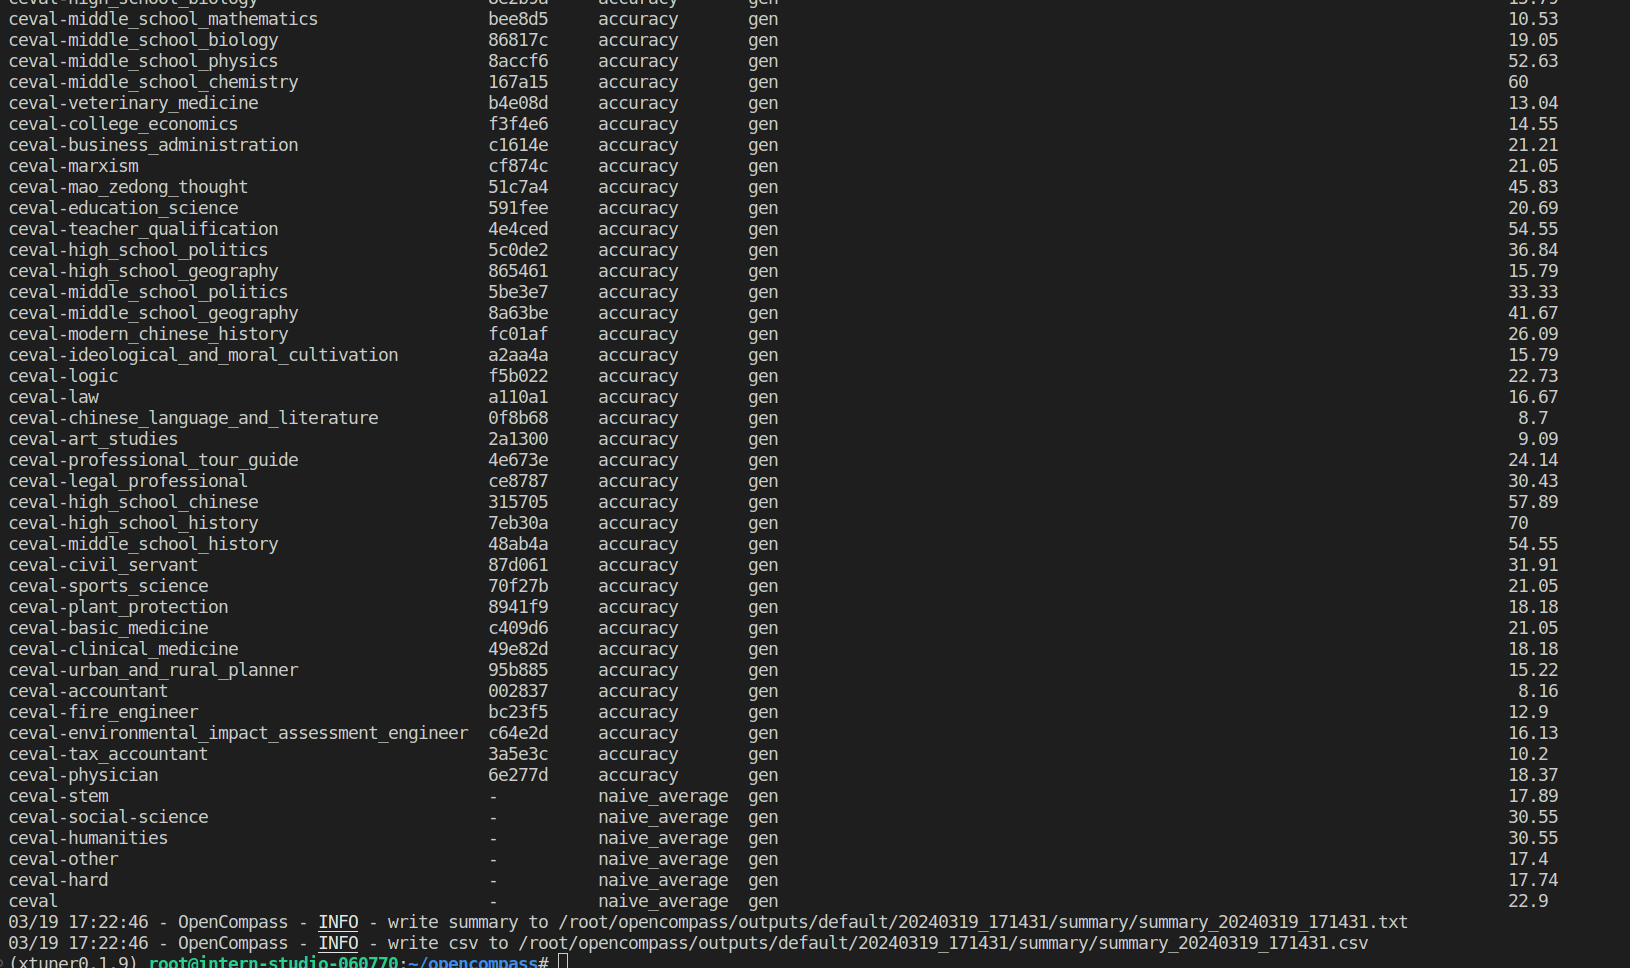 ceval-high_school_biology 8e2b9a accuracy gen 15.79
ceval-middle_school_mathematics bee8d5 accuracy gen 10.53
ceval-middle_school_biology 86817c accuracy gen 19.05
ceval-middle_school_physics 8accf6 accuracy gen 52.63
ceval-middle_school_chemistry 167a15 accuracy gen 60
ceval-veterinary_medicine b4e08d accuracy gen 13.04
ceval-college_economics f3f4e6 accuracy gen 14.55
ceval-business_administration c1614e accuracy gen 21.21
ceval-marxism cf874c accuracy gen 21.05
ceval-mao_zedong_thought 51c7a4 accuracy gen 45.83
ceval-education_science 591fee accuracy gen 20.69
ceval-teacher_qualification 4e4ced accuracy gen 54.55
ceval-high_school_politics 5c0de2 accuracy gen 36.84
ceval-high_school_geography 865461 accuracy gen 15.79
ceval-middle_school_politics 5be3e7 accuracy gen 33.33
ceval-middle_school_geography 8a63be accuracy gen 41.67
ceval-modern_chinese_history fc01af accuracy gen 26.09
ceval-ideological_and_moral_cultivation a2aa4a accuracy gen 15.79
ceval-logic f5b022 accuracy gen 22.73
ceval-law a110a1 accuracy gen 16.67
ceval-chinese_language_and_literature 0f8b68 accuracy gen 8.7
ceval-art_studies 2a1300 accuracy gen 9.09
ceval-professional_tour_guide 4e673e accuracy gen 24.14
ceval-legal_professional ce8787 accuracy gen 30.43
ceval-high_school_chinese 315705 accuracy gen 57.89
ceval-high_school_history 7eb30a accuracy gen 70
ceval-middle_school_history 48ab4a accuracy gen 54.55
ceval-civil_servant 87d061 accuracy gen 31.91
ceval-sports_science 70f27b accuracy gen 21.05
ceval-plant_protection 8941f9 accuracy gen 18.18
ceval-basic_medicine c409d6 accuracy gen 21.05
ceval-clinical_medicine 49e82d accuracy gen 18.18
ceval-urban_and_rural_planner 95b885 accuracy gen 15.22
ceval-accountant 002837 accuracy gen 8.16
ceval-fire_engineer bc23f5 accuracy gen 12.9
ceval-environmental_impact_assessment_engineer c64e2d accuracy gen 16.13
ceval-tax_accountant 3a5e3c accuracy gen 10.2
ceval-physician 6e277d accuracy gen 18.37
ceval-stem - naive_average gen 17.89
ceval-social-science - naive_average gen 30.55
ceval-humanities - naive_average gen 30.55
ceval-other - naive_average gen 17.4
ceval-hard - naive_average gen 17.74
ceval - naive_average gen 22.9
03/19 17:22:46 - OpenCompass - INFO - write summary to /root/opencompass/outputs/default/20240319_171431/summary/summary_20240319_171431.txt
03/19 17:22:46 - OpenCompass - INFO - write csv to /root/opencompass/outputs/default/20240319_171431/summary/summary_20240319_171431.csv
(xtuner0.1.9) root@intern-studio-060770:~/opencompass#